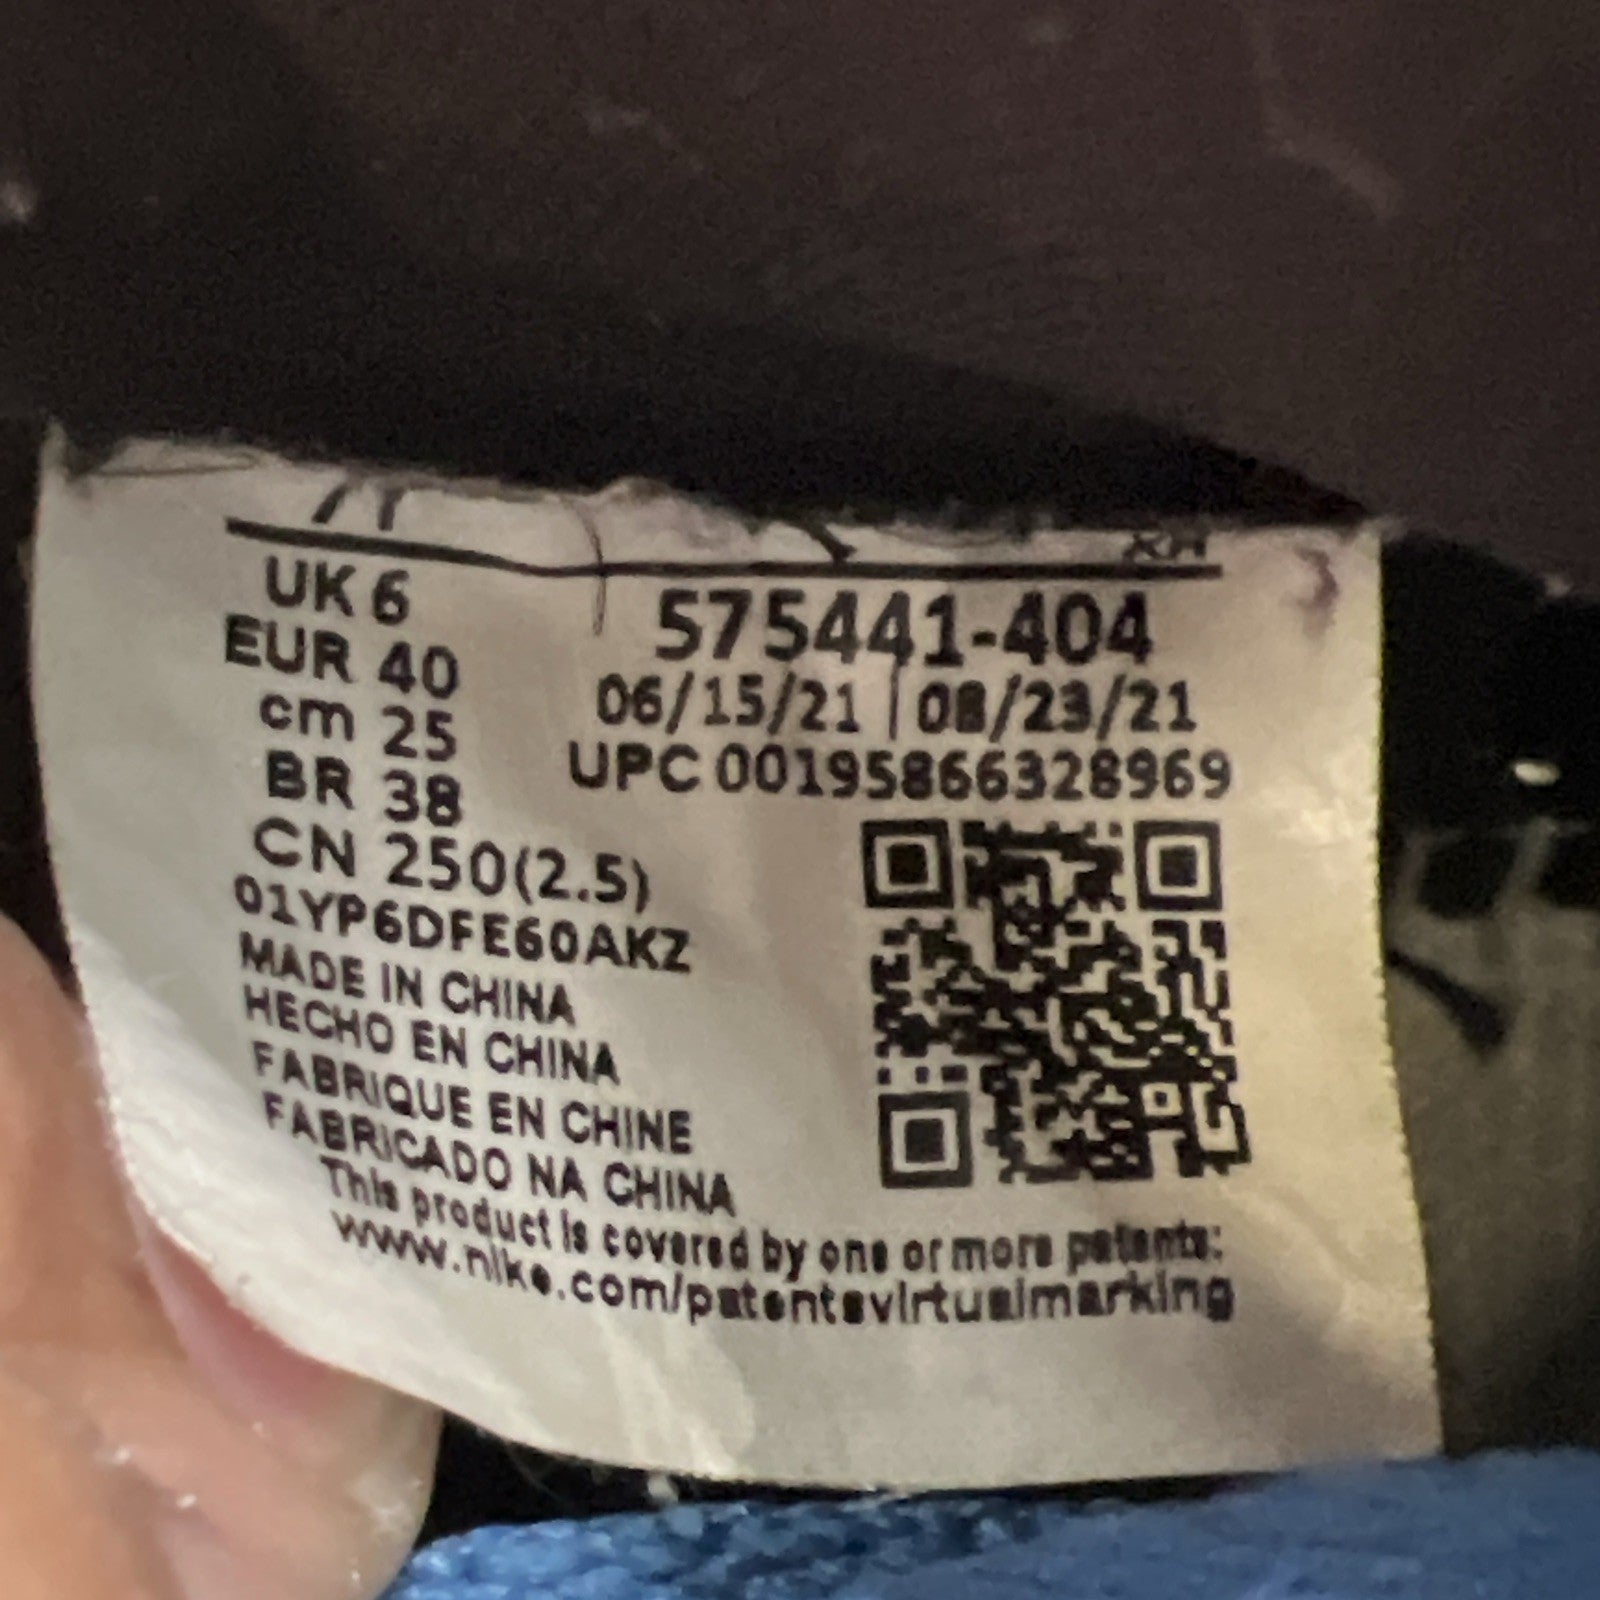 UK 6
EUR 40
cm 25
BR 38
CN 250(2.5)
575441-404
06/15/21 | 08/23/21
UPC 00195866328969
01YP6DFE60AKZ
MADE IN CHINA
HECHO EN CHINA
FABRIQUE EN CHINE
FABRICADO NA CHINA
This product is covered by one or more patents:
www.nike.com/patentsvirtualmarking